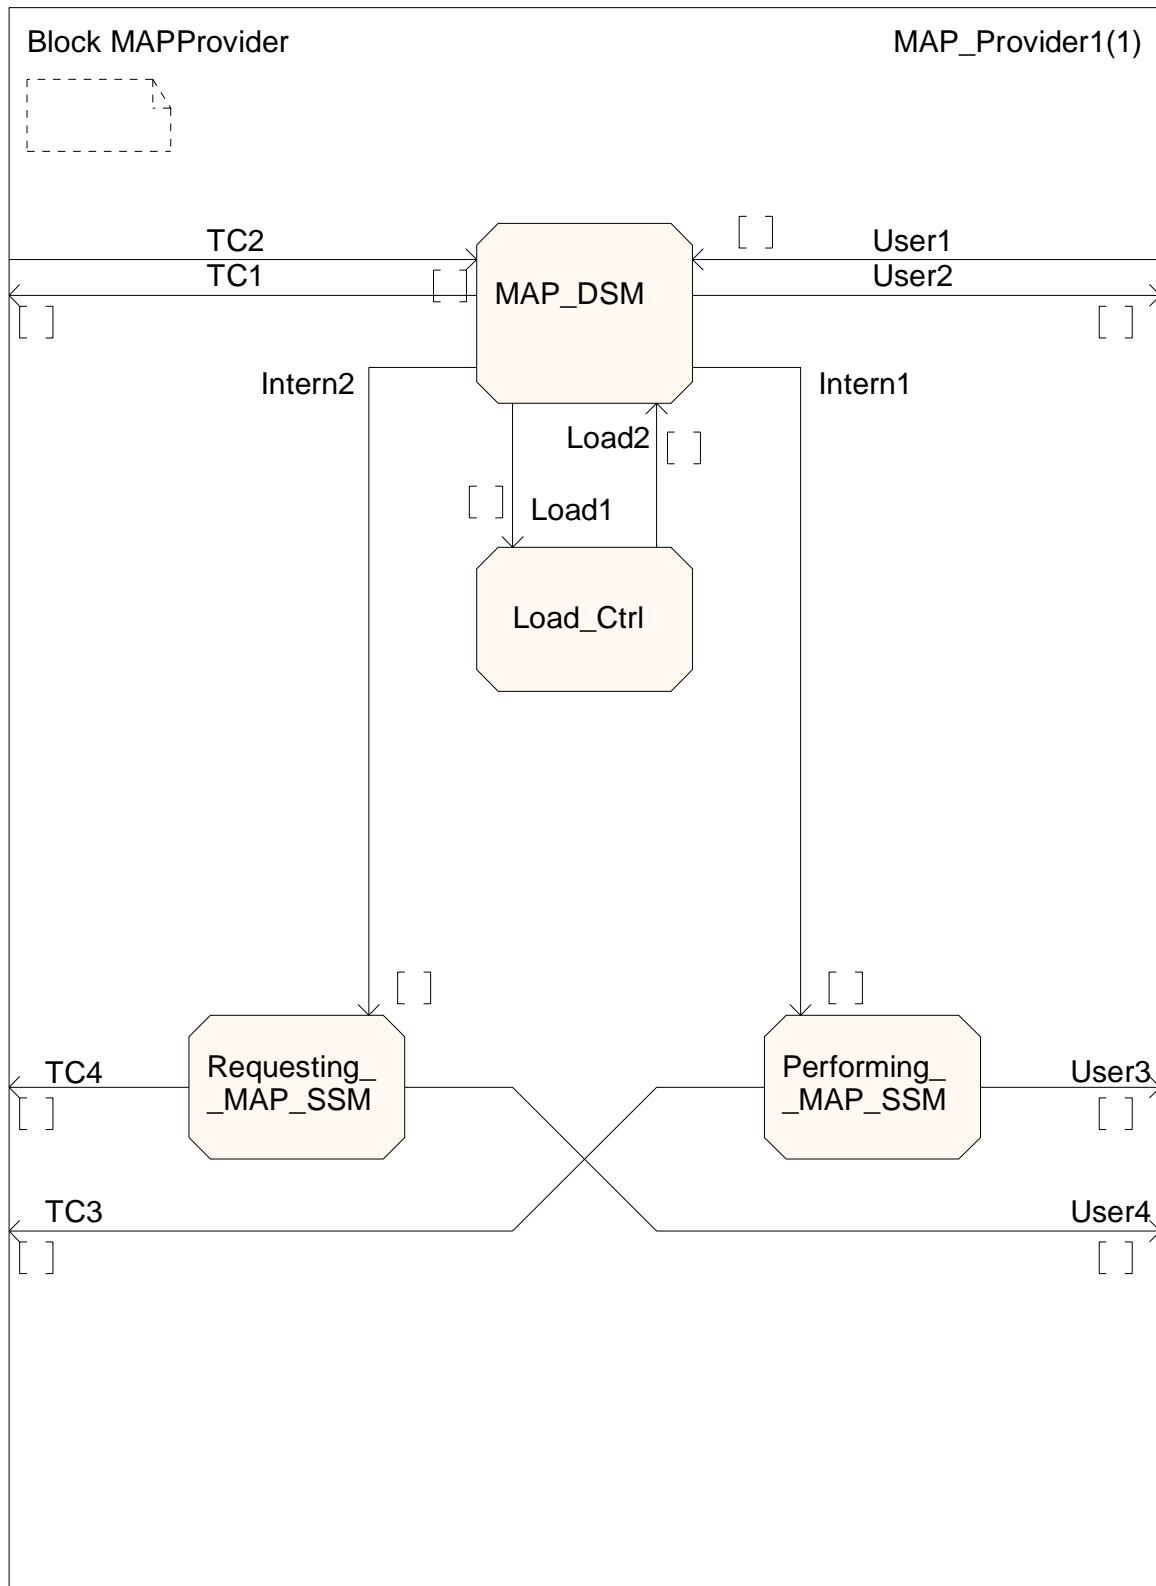 Block MAPProvider
MAP_Provider1(1)
TC2
User1
TC1
User2
MAP_DSM
Intern2
Intern1
Load2
Load1
Load_Ctrl
Requesting_
_MAP_SSM
Performing_
_MAP_SSM
TC4
User3
TC3
User4